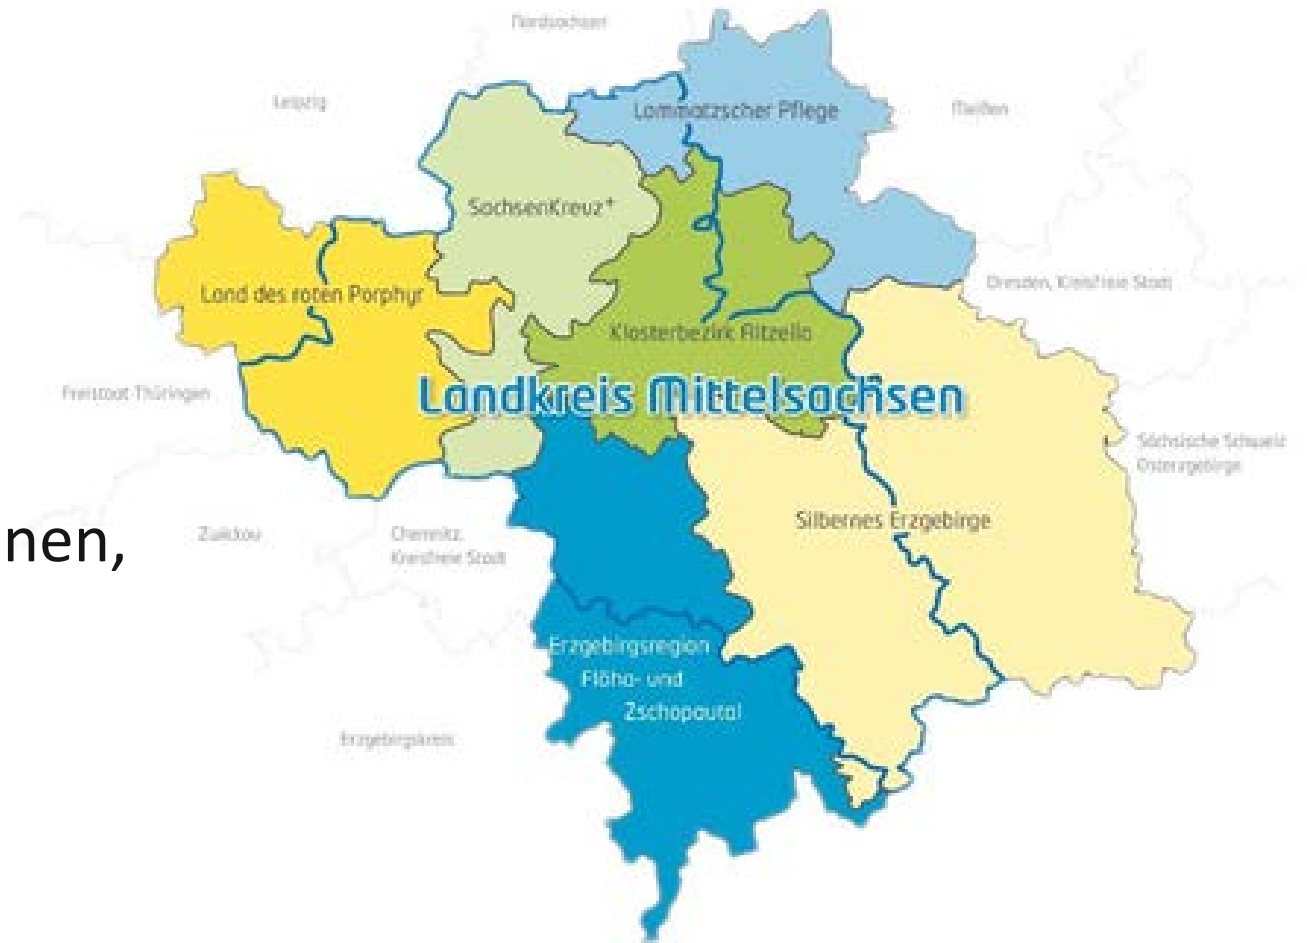 Nordsachsen
Leipzig
Lommatzscher Pflege
Meißen
SachsenKreuz+
Dresden, Kreisfreie Stadt
Land des roten Porphyr
Klosterbezirk Altzella
Freistaat Thüringen
Landkreis Mittelsachsen
Sächsische Schweiz
Osterzgebirge
Silbernes Erzgebirge
nen,
Zwickau
Chemnitz,
Kreisfreie Stadt
Erzgebirgsregion
Flöha- und
Zschopautal
Erzgebirgskreis